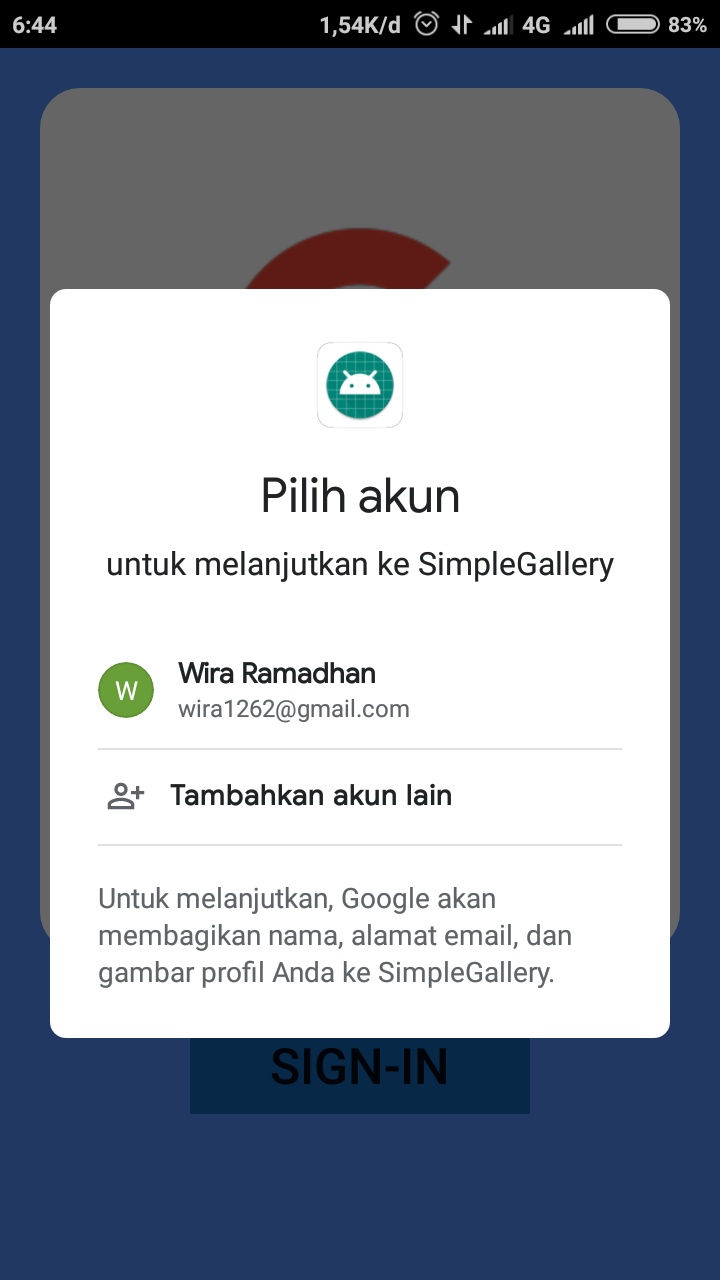 6:44 1,54K/d 4G 83%
Pilih akun
untuk melanjutkan ke SimpleGallery
W
Wira Ramadhan
wira1262@gmail.com
Tambahkan akun lain
Untuk melanjutkan, Google akan
membagikan nama, alamat email, dan
gambar profil Anda ke SimpleGallery.
SIGN-IN